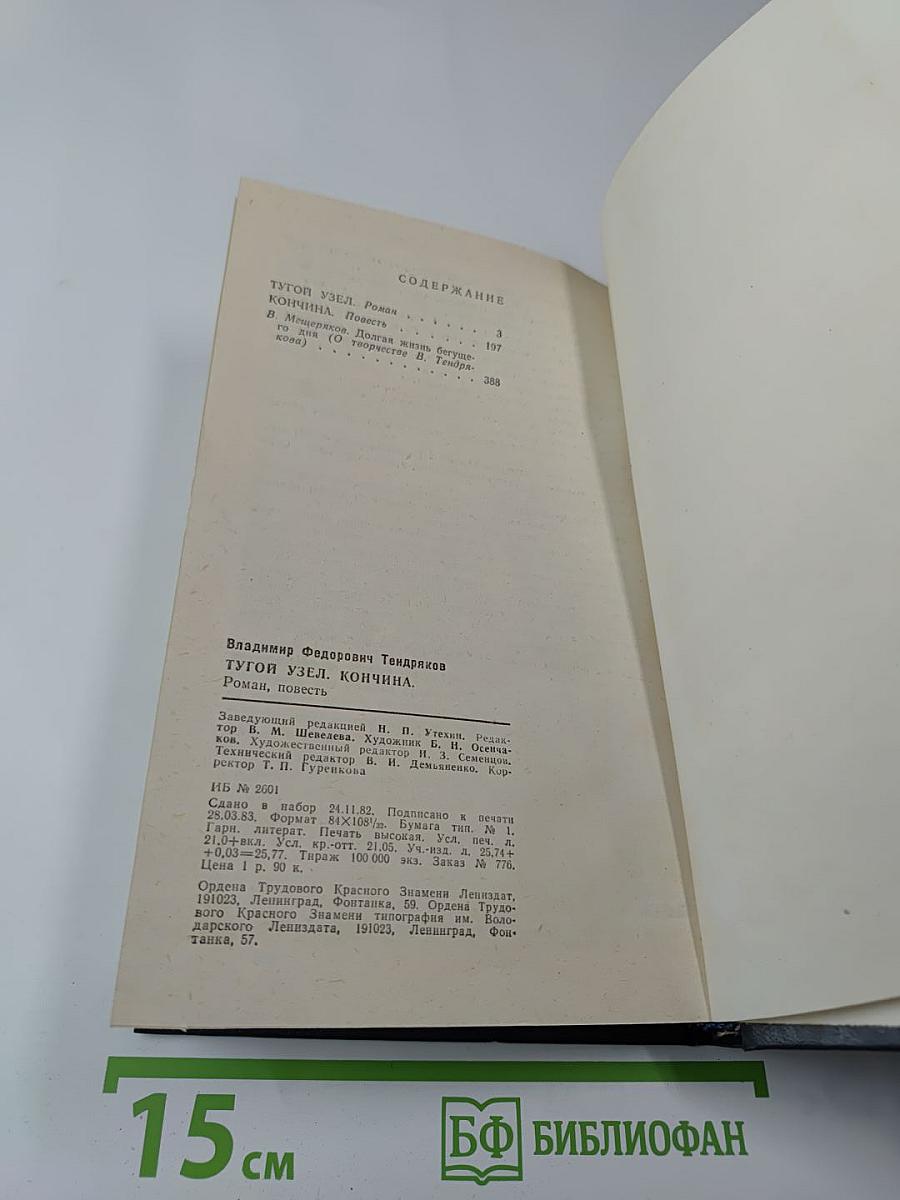 СОДЕРЖАНИЕ
ТУГОЙ УЗЕЛ. Роман . . . . . . 3
КОНЧИНА. Повесть . . . . . . 197
В. Мещеряков. Долгая жизнь бегуще-
го дня (О творчестве В. Тендря-
кова) . . . . . . . . . . . . 388
Владимир Федорович Тендряков
ТУГОЙ УЗЕЛ. КОНЧИНА.
Роман, повесть
Заведующий редакцией Н. П. Утехин. Редак-
тор В. М. Шевелева. Художник Б. Н. Осенча-
ков. Художественный редактор И. З. Семенцов.
Технический редактор В. И. Демьяненко. Кор-
ректор Т. П. Гуренкова
ИБ № 2601
Сдано в набор 24.11.82. Подписано к печати
28.03.83. Формат 84×108¹/₃₂. Бумага тип. № 1.
Гарн. литерат. Печать высокая. Усл. печ. л.
21,0+вкл. Усл. кр.-отт. 21,05. Уч.-изд. л. 25,74+
+0,03=25,77. Тираж 100 000 экз. Заказ № 776.
Цена 1 р. 90 к.
Ордена Трудового Красного Знамени Лениздат,
191023, Ленинград, Фонтанка, 59. Ордена Трудо-
вого Красного Знамени типография им. Воло-
дарского Лениздата, 191023, Ленинград, Фон-
танка, 57.
15 см
БФ БИБЛИОФАН